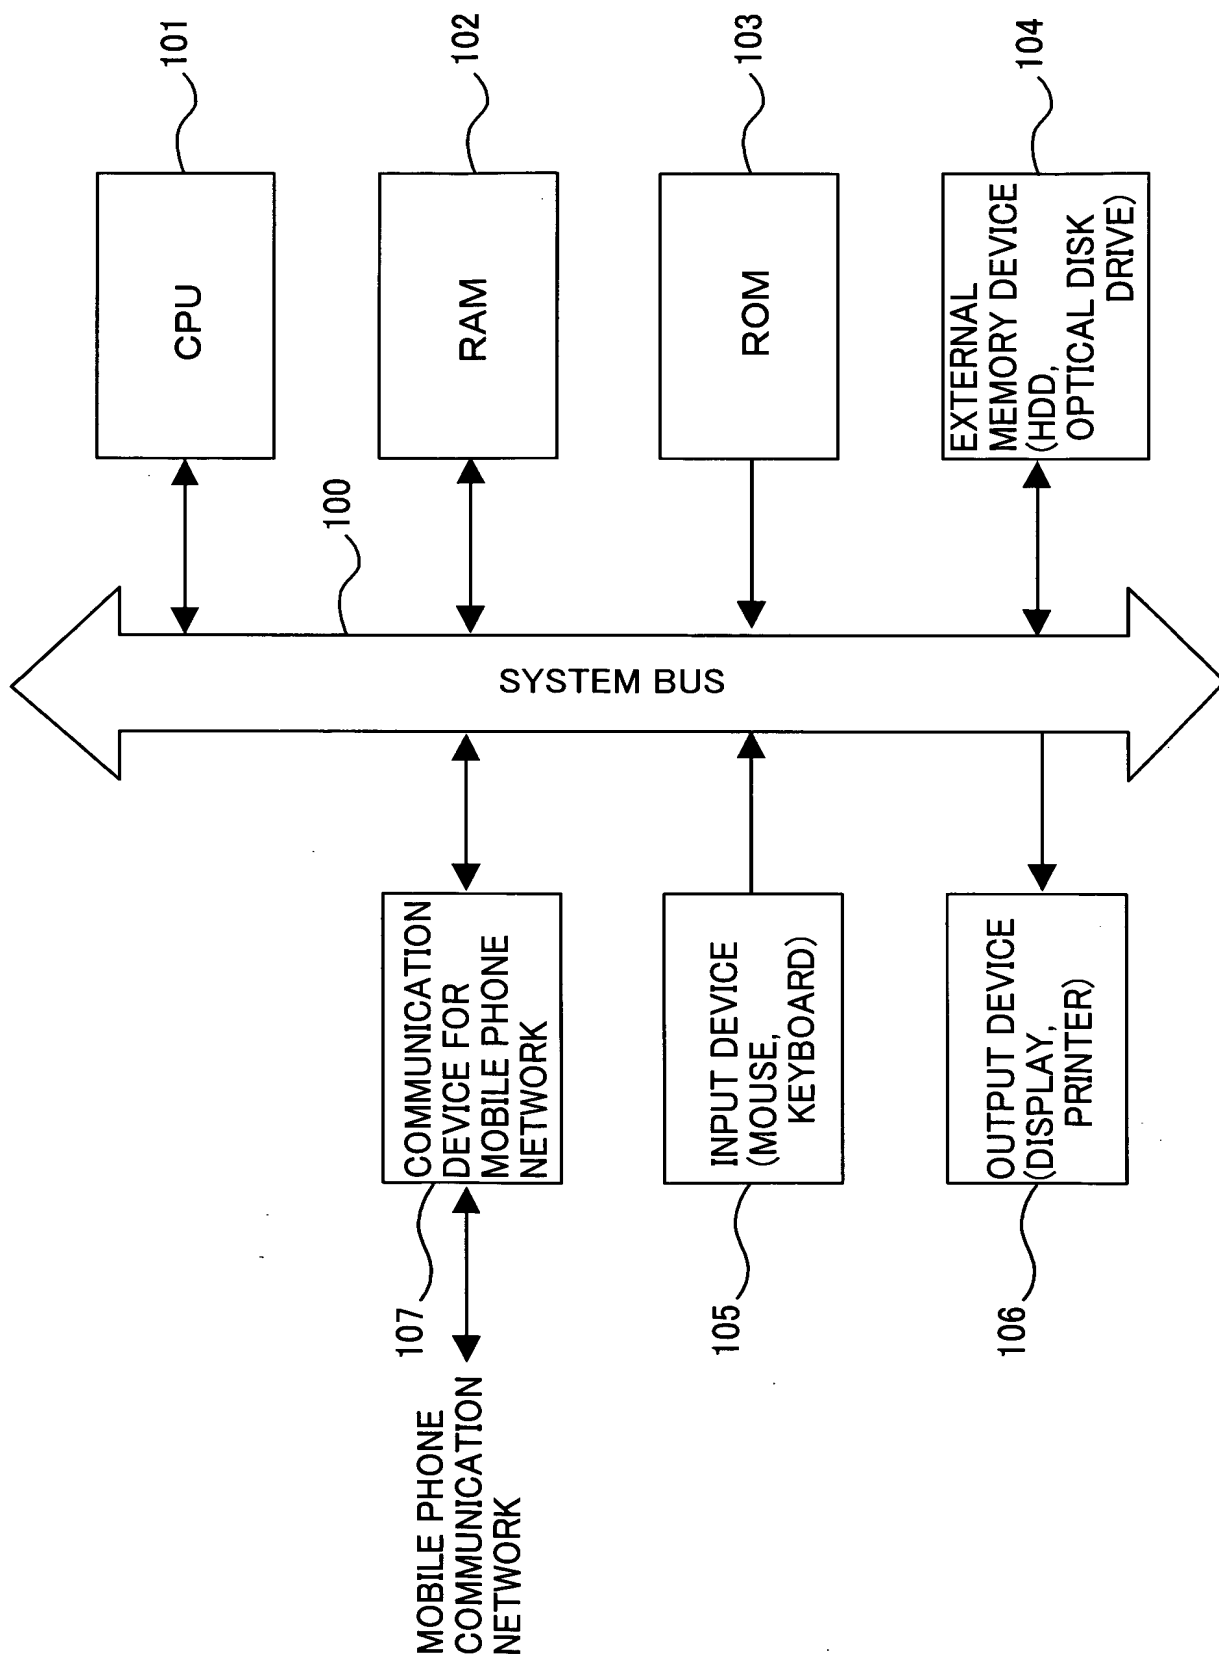 101
CPU
102
RAM
103
ROM
104
EXTERNAL
MEMORY DEVICE
(HDD,
OPTICAL DISK
DRIVE)
100
SYSTEM BUS
COMMUNICATION
DEVICE FOR
MOBILE PHONE
NETWORK
107
INPUT DEVICE
(MOUSE,
KEYBOARD)
105
OUTPUT DEVICE
(DISPLAY,
PRINTER)
106
MOBILE PHONE
COMMUNICATION
NETWORK